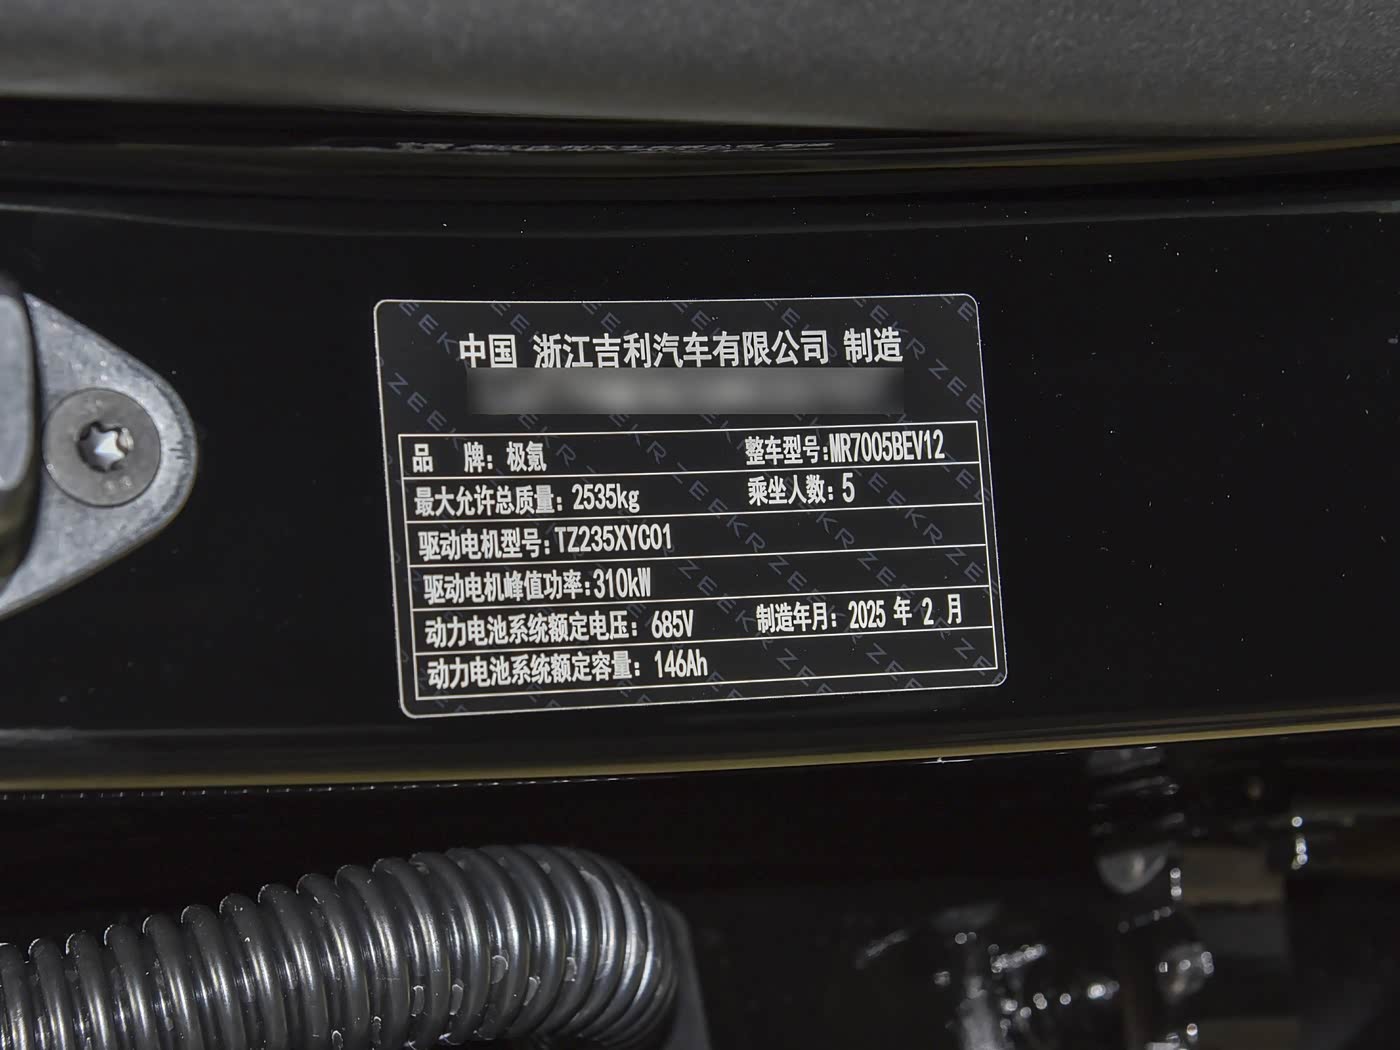 中国 浙江吉利汽车有限公司 制造
品 牌：极氪 整车型号:MR7005BEV12
最大允许总质量：2535kg 乘坐人数：5
驱动电机型号:TZ235XYC01
驱动电机峰值功率:310kW
动力电池系统额定电压：685V 制造年月：2025 年 2 月
动力电池系统额定容量：146Ah